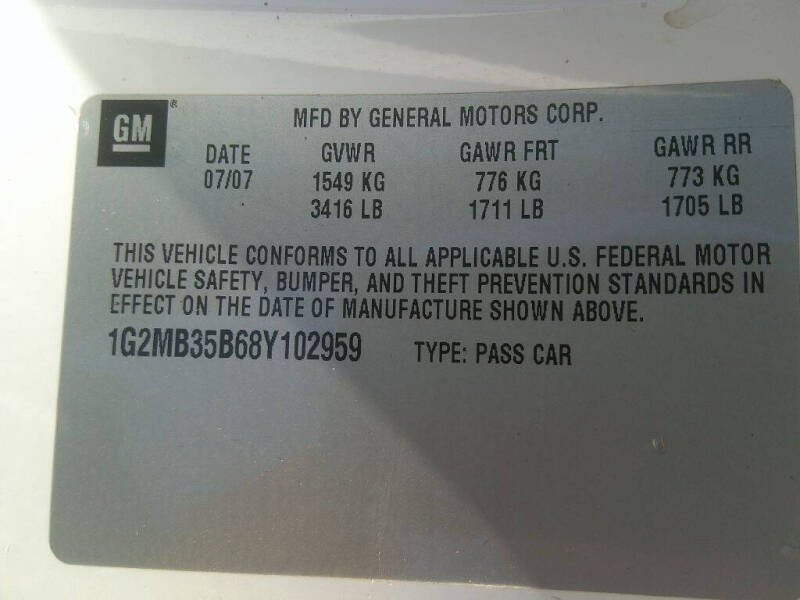 GM®
MFD BY GENERAL MOTORS CORP.
DATE GVWR GAWR FRT GAWR RR
07/07 1549 KG 776 KG 773 KG
3416 LB 1711 LB 1705 LB
THIS VEHICLE CONFORMS TO ALL APPLICABLE U.S. FEDERAL MOTOR
VEHICLE SAFETY, BUMPER, AND THEFT PREVENTION STANDARDS IN
EFFECT ON THE DATE OF MANUFACTURE SHOWN ABOVE.
1G2MB35B68Y102959 TYPE: PASS CAR